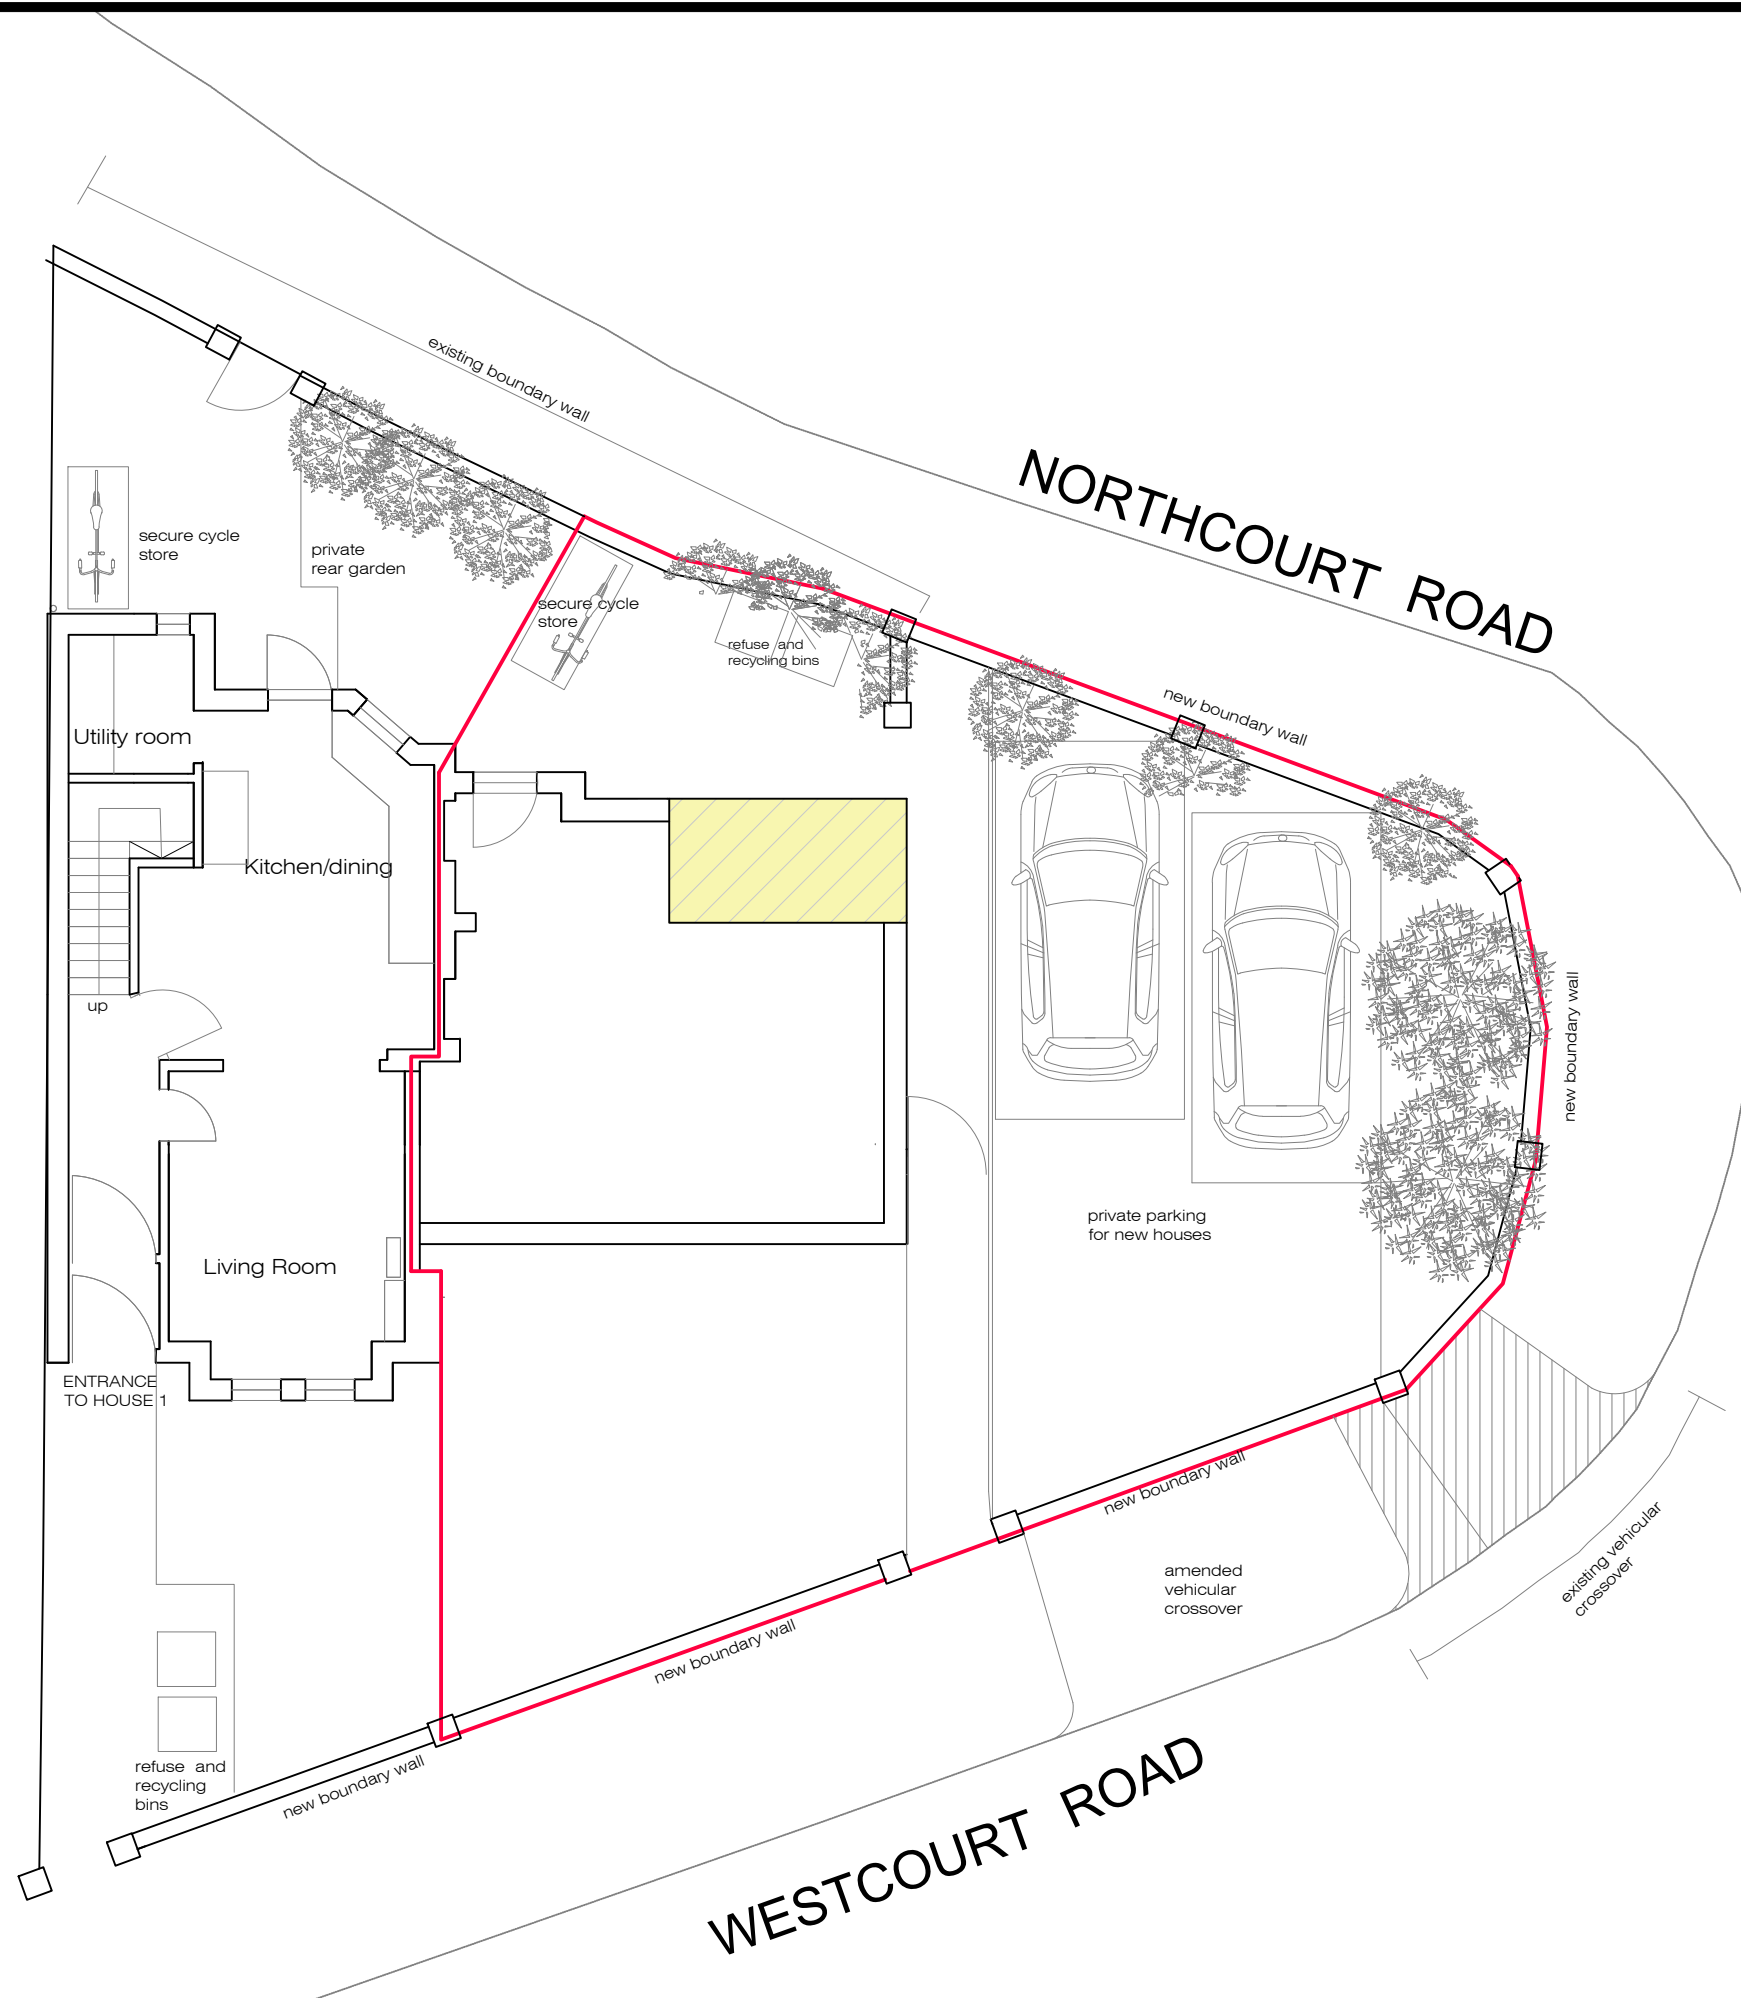 existing boundary wall
NORTHCOURT ROAD
secure cycle
store
private
rear garden
secure cycle
store
refuse and
recycling bins
new boundary wall
Utility room
Kitchen/dining
up
new boundary wall
private parking
for new houses
Living Room
ENTRANCE
TO HOUSE 1
new boundary wall
existing vehicular
crossover
amended
vehicular
crossover
new boundary wall
refuse and
recycling
bins
new boundary wall
WESTCOURT ROAD